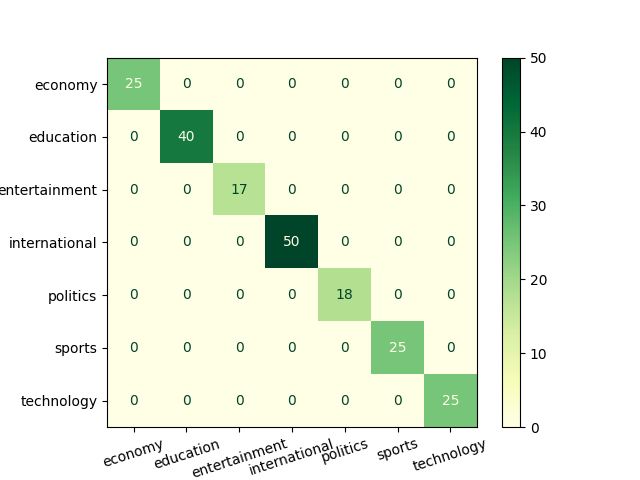 economy 25 0 0 0 0 0 0
education 0 40 0 0 0 0 0
entertainment 0 0 17 0 0 0 0
international 0 0 0 50 0 0 0
politics 0 0 0 0 18 0 0
sports 0 0 0 0 0 25 0
technology 0 0 0 0 0 0 25
economy education entertainment international politics sports technology
50
40
30
20
10
0